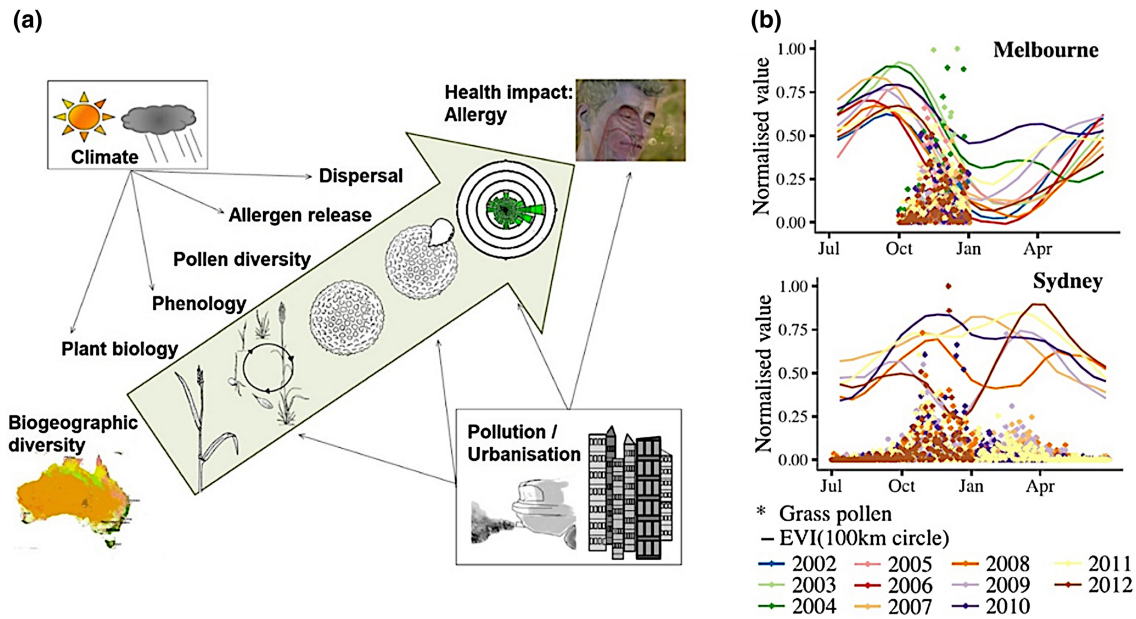 (a)
Climate
Health impact:
Allergy
Dispersal
Allergen release
Pollen diversity
Phenology
Plant biology
Biogeographic
diversity
Pollution /
Urbanisation
(b)
Melbourne
Normalised value
1.00
0.75
0.50
0.25
0.00
Jul Oct Jan Apr
Sydney
Normalised value
1.00
0.75
0.50
0.25
0.00
Jul Oct Jan Apr
* Grass pollen
– EVI(100km circle)
2002 2005 2008 2011
2003 2006 2009 2012
2004 2007 2010